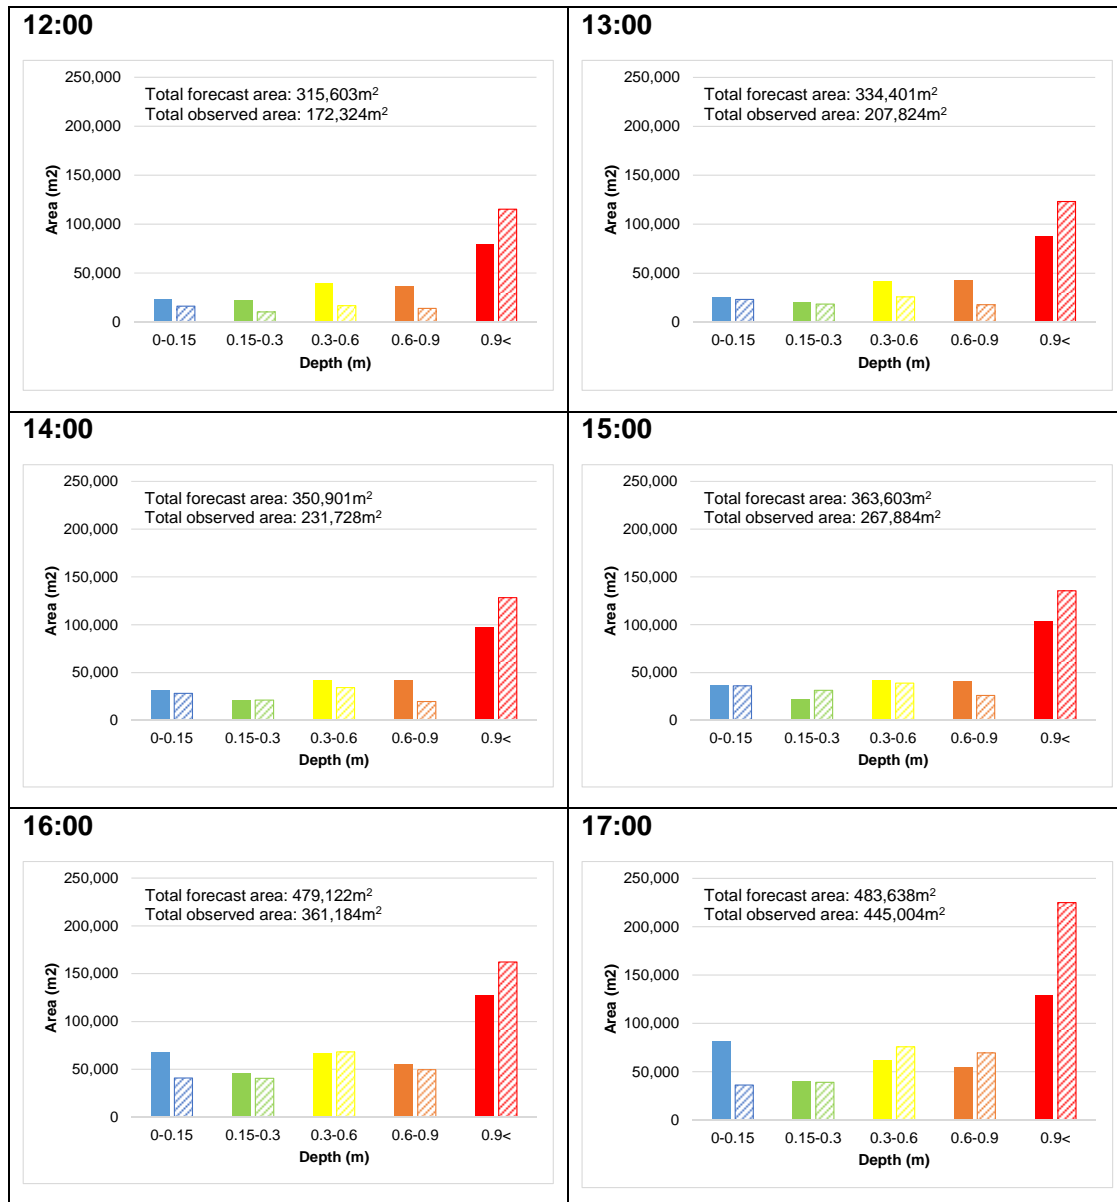 12:00
250,000
200,000
150,000
100,000
50,000
0
Area (m2)
Total forecast area: 315,603m²
Total observed area: 172,324m²
0-0.15 0.15-0.3 0.3-0.6 0.6-0.9 0.9<
Depth (m)
13:00
250,000
200,000
150,000
100,000
50,000
0
Area (m2)
Total forecast area: 334,401m²
Total observed area: 207,824m²
0-0.15 0.15-0.3 0.3-0.6 0.6-0.9 0.9<
Depth (m)
14:00
250,000
200,000
150,000
100,000
50,000
0
Area (m2)
Total forecast area: 350,901m²
Total observed area: 231,728m²
0-0.15 0.15-0.3 0.3-0.6 0.6-0.9 0.9<
Depth (m)
15:00
250,000
200,000
150,000
100,000
50,000
0
Area (m2)
Total forecast area: 363,603m²
Total observed area: 267,884m²
0-0.15 0.15-0.3 0.3-0.6 0.6-0.9 0.9<
Depth (m)
16:00
250,000
200,000
150,000
100,000
50,000
0
Area (m2)
Total forecast area: 479,122m²
Total observed area: 361,184m²
0-0.15 0.15-0.3 0.3-0.6 0.6-0.9 0.9<
Depth (m)
17:00
250,000
200,000
150,000
100,000
50,000
0
Area (m2)
Total forecast area: 483,638m²
Total observed area: 445,004m²
0-0.15 0.15-0.3 0.3-0.6 0.6-0.9 0.9<
Depth (m)